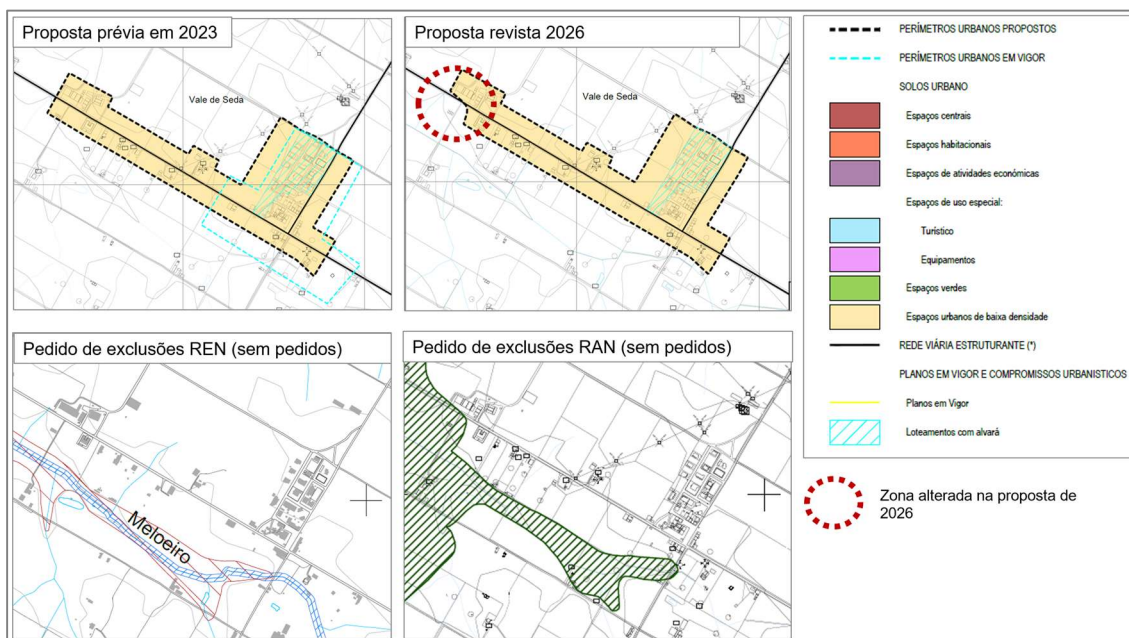 Proposta prévia em 2023
Vale de Seda
Proposta revista 2026
Vale de Seda
Pedido de exclusões REN (sem pedidos)
Meloeiro
Pedido de exclusões RAN (sem pedidos)
PERÍMETROS URBANOS PROPOSTOS
PERÍMETROS URBANOS EM VIGOR
SOLOS URBANO
Espaços centrais
Espaços habitacionais
Espaços de atividades económicas
Espaços de uso especial:
Turístico
Equipamentos
Espaços verdes
Espaços urbanos de baixa densidade
REDE VIÁRIA ESTRUTURANTE (*)
PLANOS EM VIGOR E COMPROMISSOS URBANISTICOS
Planos em Vigor
Loteamentos com alvará
Zona alterada na proposta de
2026